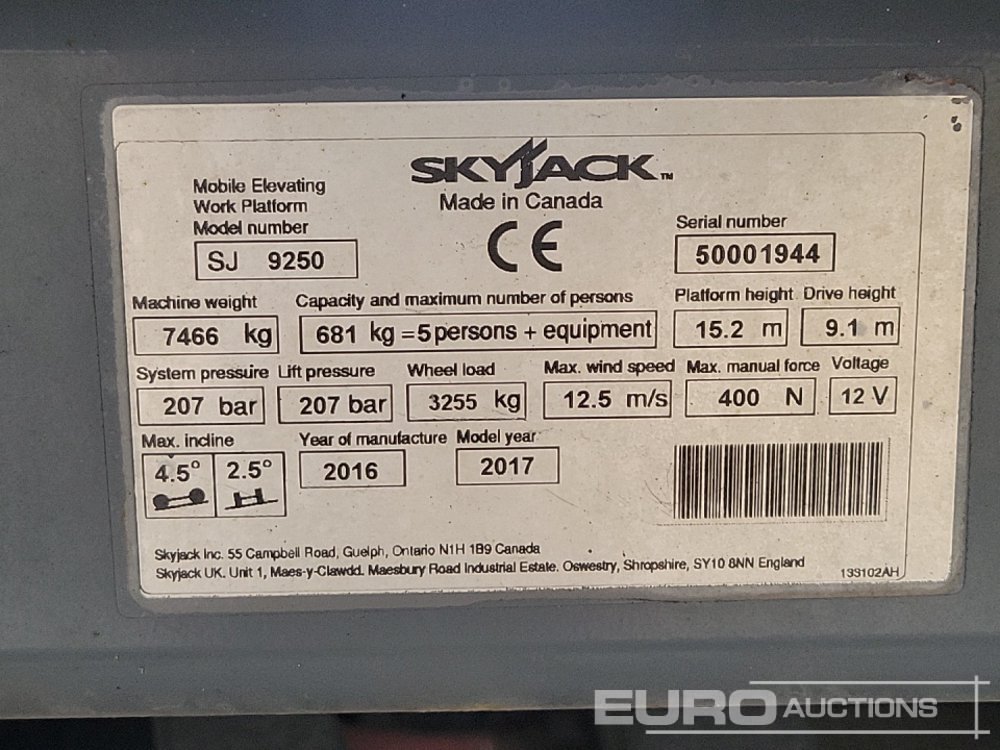 SKYJACK™
Made in Canada
CE
Mobile Elevating
Work Platform
Model number
SJ 9250
Serial number
50001944
Machine weight
7466 kg
Capacity and maximum number of persons
681 kg = 5 persons + equipment
Platform height
15.2 m
Drive height
9.1 m
System pressure
207 bar
Lift pressure
207 bar
Wheel load
3255 kg
Max. wind speed
12.5 m/s
Max. manual force
400 N
Voltage
12 V
Max. incline
4.5° 2.5°
Year of manufacture
2016
Model year
2017
Skyjack Inc. 55 Campbell Road, Guelph, Ontario N1H 1B9 Canada
Skyjack UK. Unit 1, Maes-y-Clawdd. Maesbury Road Industrial Estate. Oswestry, Shropshire, SY10 8NN England
133102AH
EURO AUCTIONS